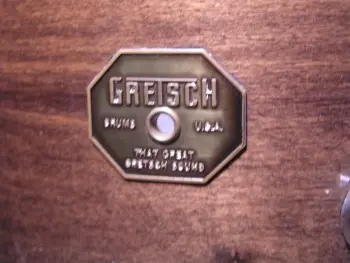 GRETSCH
DRUMS U.S.A.
THAT GREAT
GRETSCH SOUND